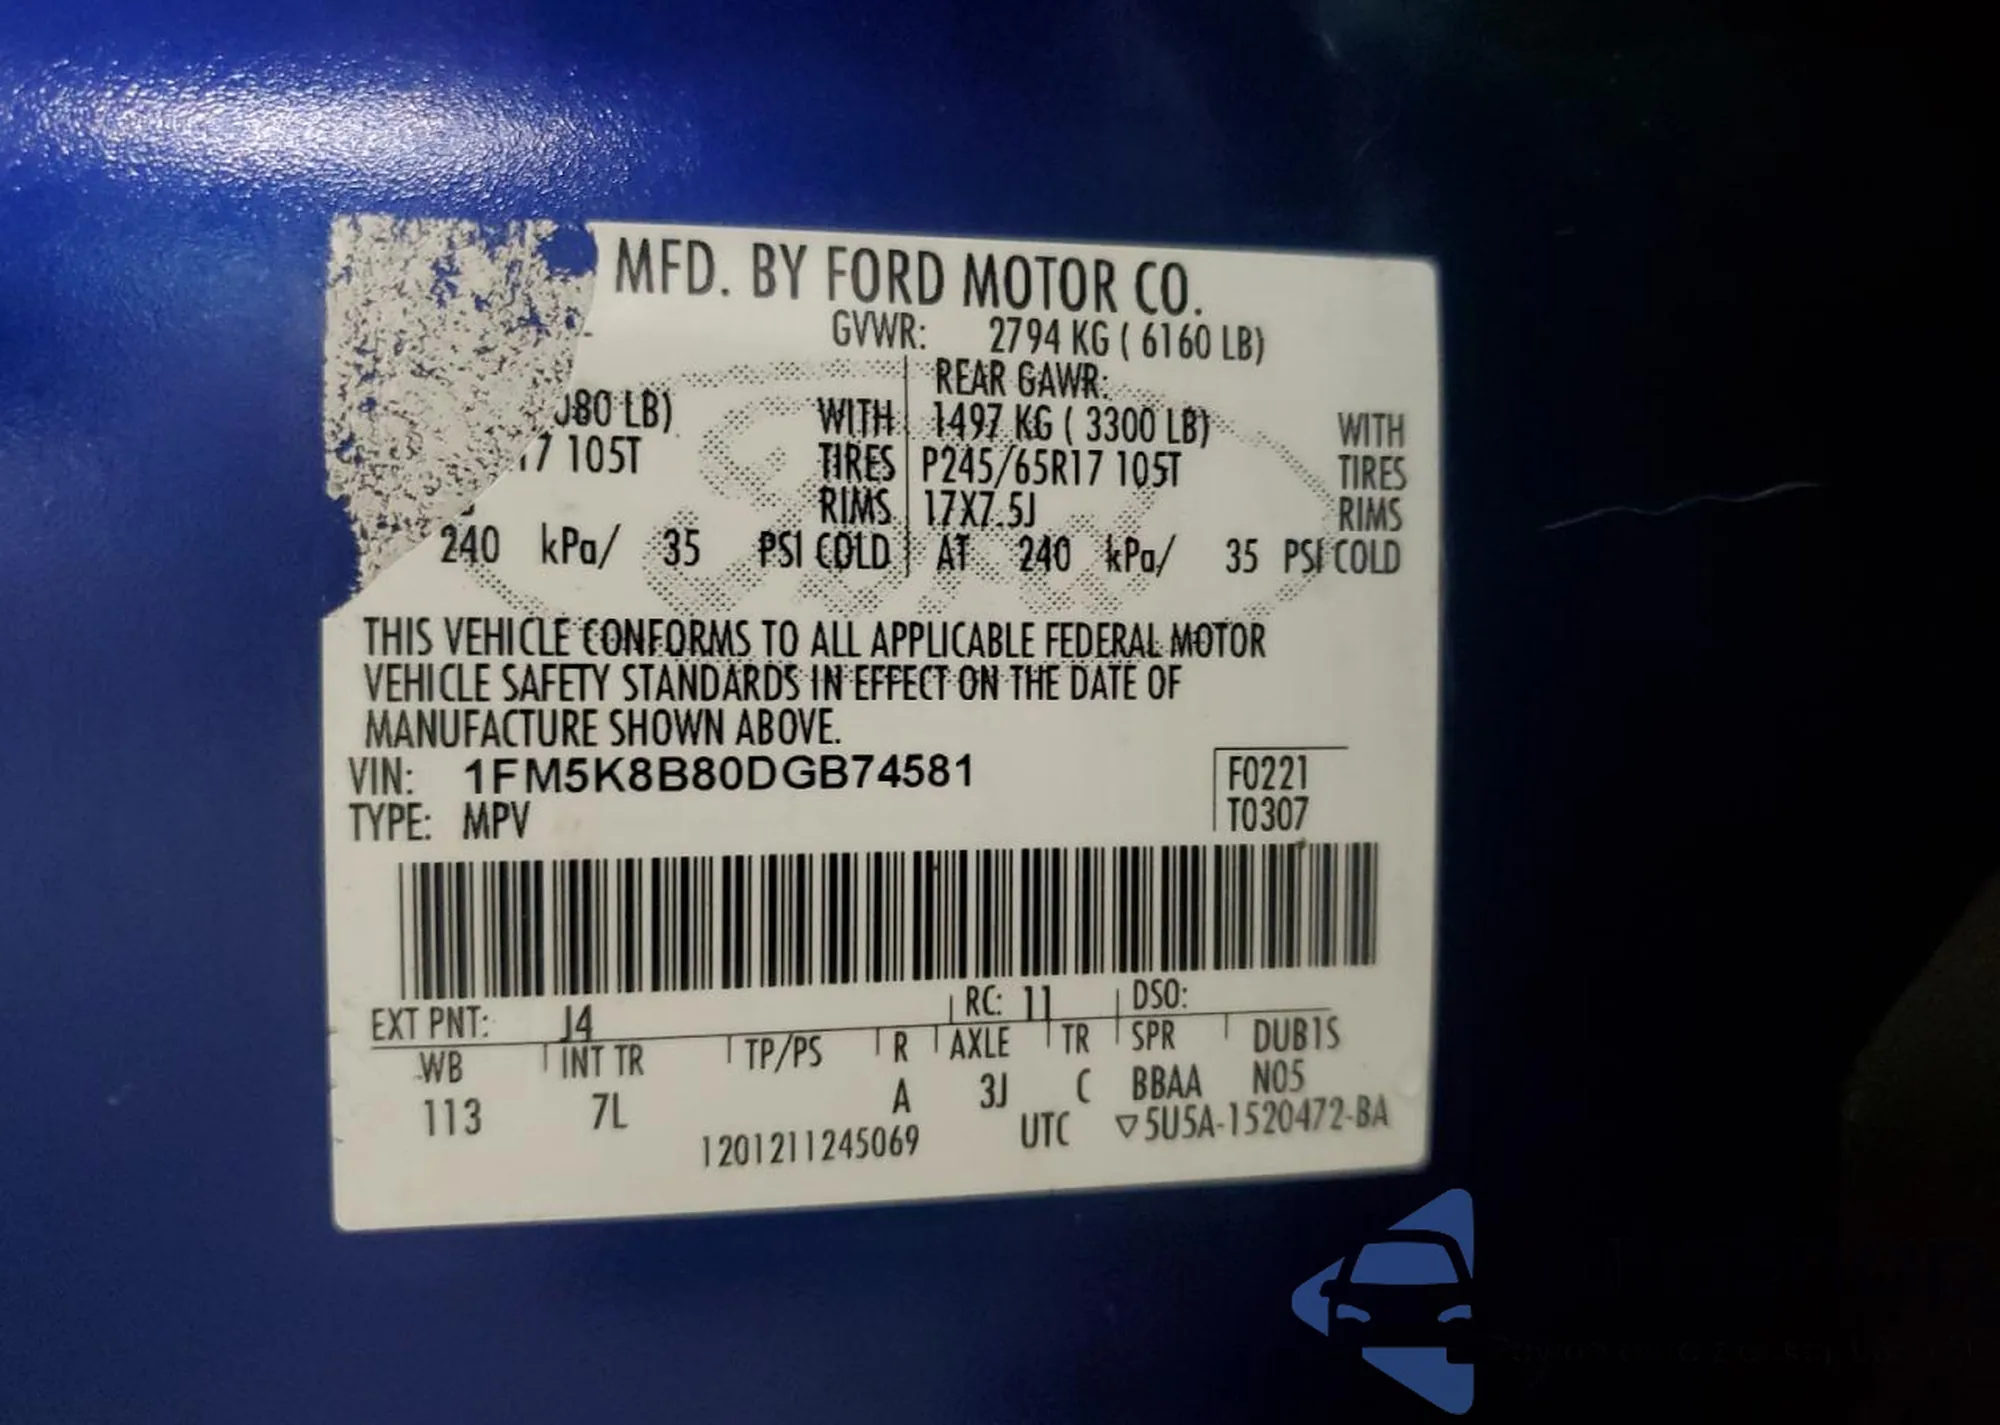 MFD. BY FORD MOTOR CO.
GVWR: 2794 KG ( 6160 LB)
REAR GAWR:
080 LB) WITH 1497 KG ( 3300 LB) WITH
17 105T TIRES P245/65R17 105T TIRES
RIMS 17X7.5J RIMS
240 kPa/ 35 PSI COLD AT 240 kPa/ 35 PSI COLD
THIS VEHICLE CONFORMS TO ALL APPLICABLE FEDERAL MOTOR
VEHICLE SAFETY STANDARDS IN EFFECT ON THE DATE OF
MANUFACTURE SHOWN ABOVE.
VIN: 1FM5K8B80DGB74581 F0221
TYPE: MPV T0307
EXT PNT: J4 RC: 11 DSO:
WB INT TR TP/PS R AXLE TR SPR DUB1S
113 7L A 3J C BBAA N05
1201211245069 UTC ▽5U5A-1520472-BA